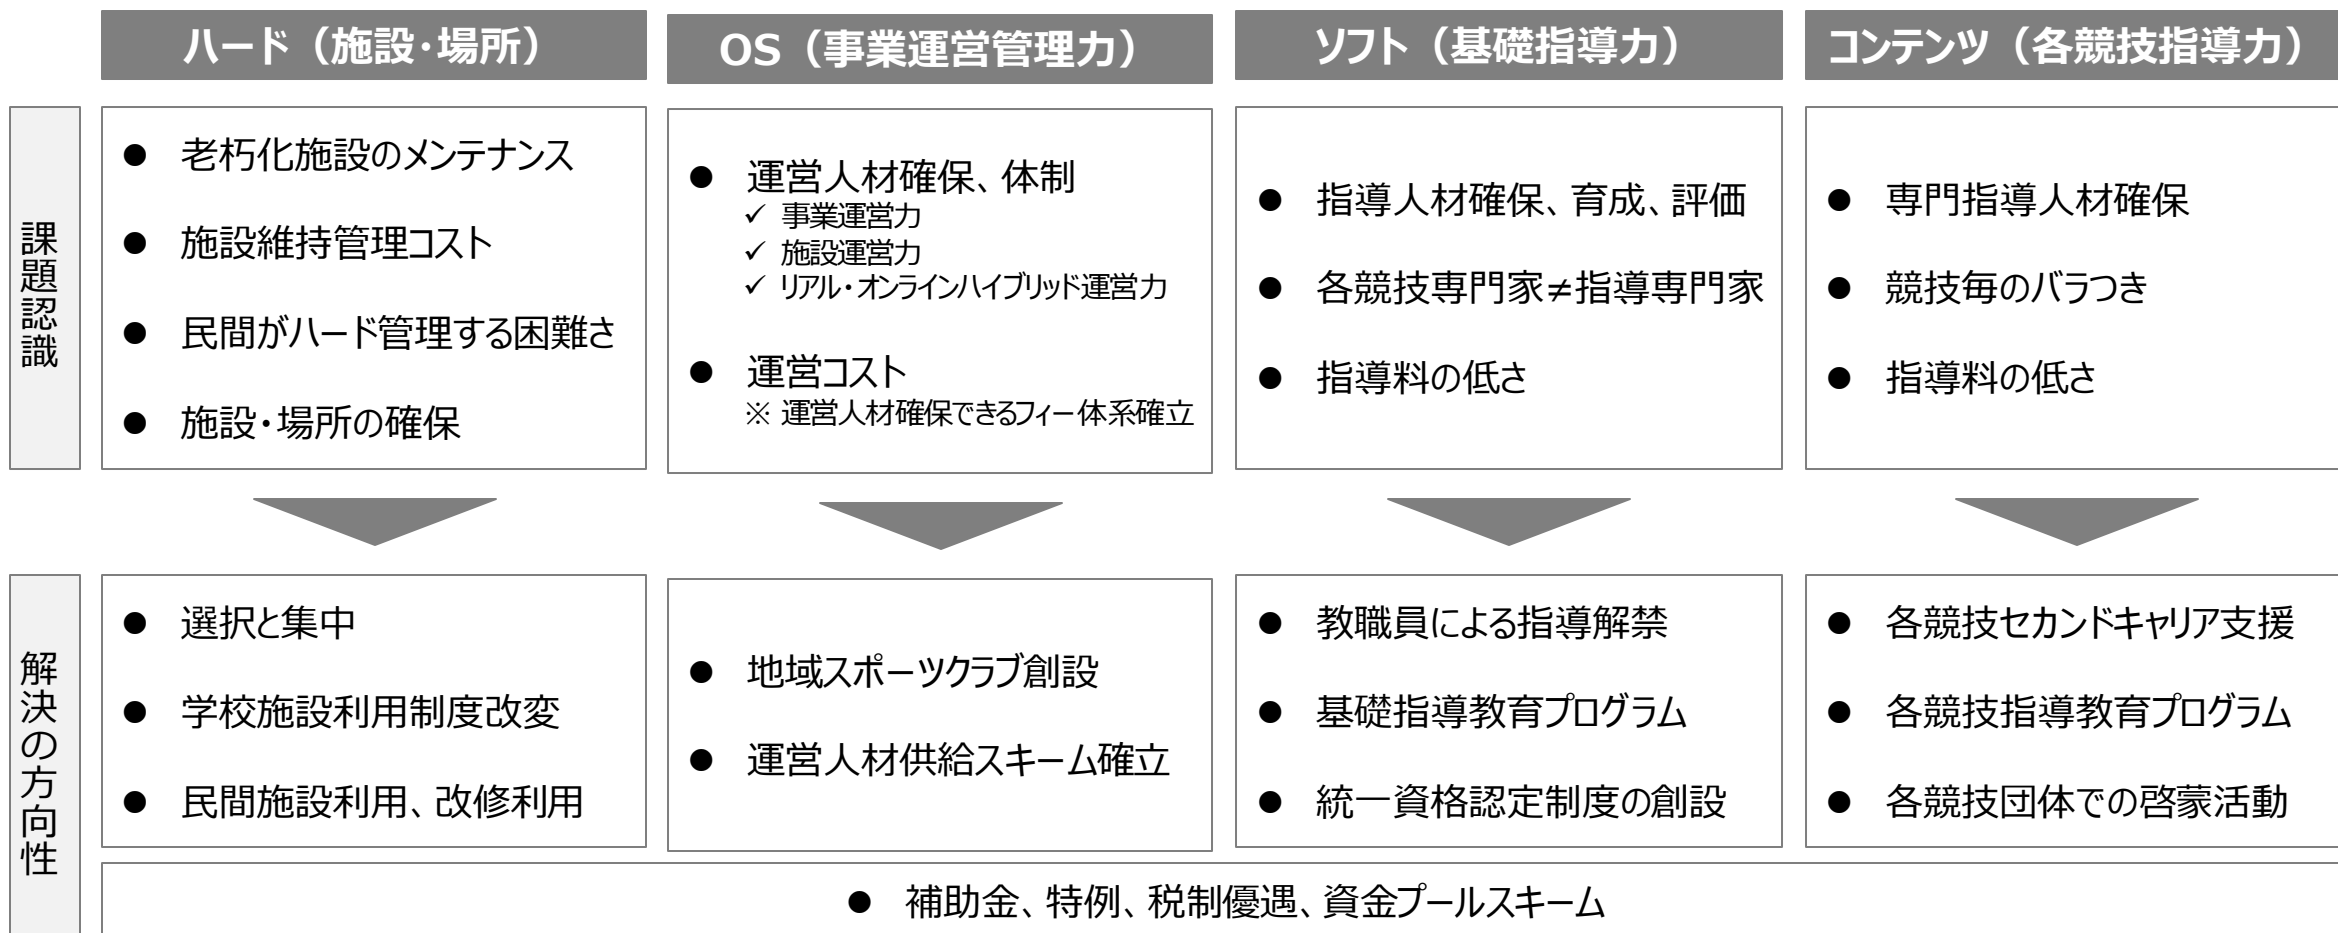 ハード（施設・場所）
OS（事業運営管理力）
ソフト（基礎指導力）
コンテンツ（各競技指導力）
課題認識
● 老朽化施設のメンテナンス
● 施設維持管理コスト
● 民間がハード管理する困難さ
● 施設・場所の確保
● 運営人材確保、体制
✓ 事業運営力
✓ 施設運営力
✓ リアル・オンラインハイブリッド運営力
● 運営コスト
※ 運営人材確保できるフィー体系確立
● 指導人材確保、育成、評価
● 各競技専門家≠指導専門家
● 指導料の低さ
● 専門指導人材確保
● 競技毎のバラつき
● 指導料の低さ
解決の方向性
● 選択と集中
● 学校施設利用制度改変
● 民間施設利用、改修利用
● 地域スポーツクラブ創設
● 運営人材供給スキーム確立
● 教職員による指導解禁
● 基礎指導教育プログラム
● 統一資格認定制度の創設
● 各競技セカンドキャリア支援
● 各競技指導教育プログラム
● 各競技団体での啓蒙活動
● 補助金、特例、税制優遇、資金プールスキーム